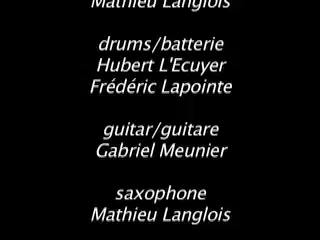 Mathieu Langlois
drums/batterie
Hubert L'Ecuyer
Frédéric Lapointe
guitar/guitare
Gabriel Meunier
saxophone
Mathieu Langlois